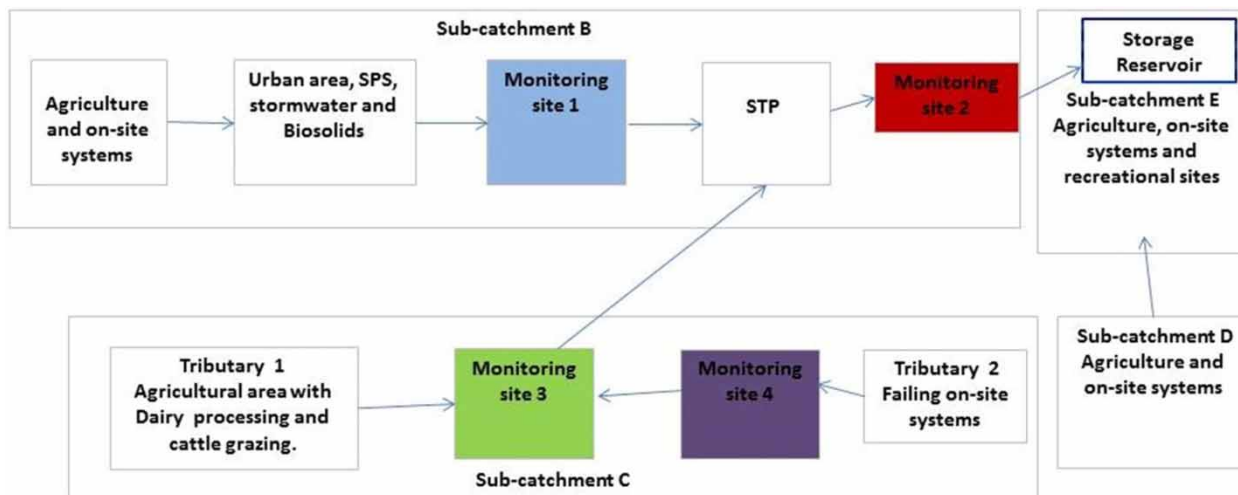 Sub-catchment B
Agriculture
and on-site
systems
Urban area, SPS,
stormwater and
Biosolids
Monitoring
site 1
STP
Monitoring
site 2
Storage
Reservoir
Sub-catchment E
Agriculture, on-site
systems and
recreational sites
Tributary 1
Agricultural area with
Dairy processing and
cattle grazing.
Monitoring
site 3
Monitoring
site 4
Tributary 2
Failing on-site
systems
Sub-catchment C
Sub-catchment D
Agriculture and
on-site systems